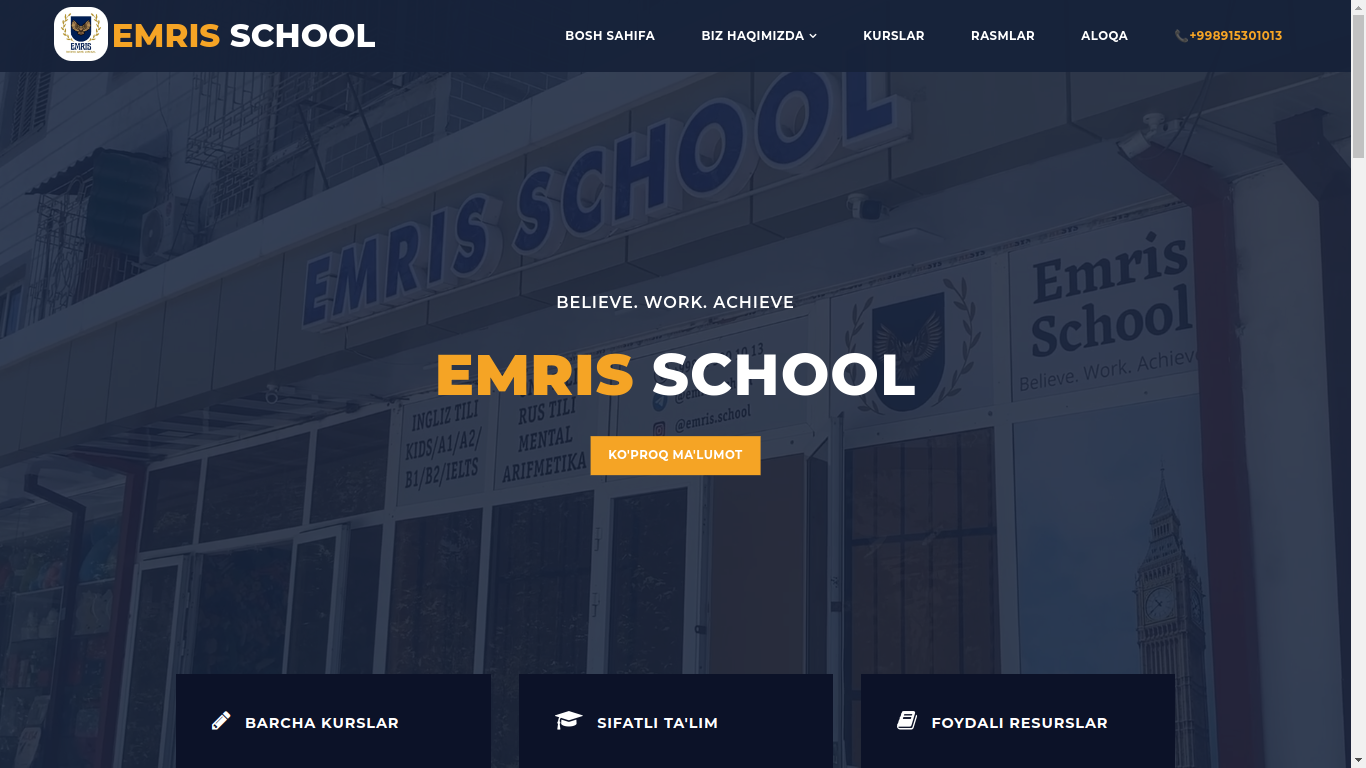 EMRIS
EMRIS SCHOOL
BOSH SAHIFA
BIZ HAQIMIZDA
KURSLAR
RASMLAR
ALOQA
+998915301013
EMRIS SCHOOL
Emris
School
Believe. Work. Achieve
BELIEVE. WORK. ACHIEVE
EMRIS SCHOOL
INGLIZ TILI
KIDS/A1/A2/
B1/B2/IELTS
RUS TILI
MENTAL
ARIFMETIKA
@emris.school
KO'PROQ MA'LUMOT
BARCHA KURSLAR
SIFATLI TA'LIM
FOYDALI RESURSLAR